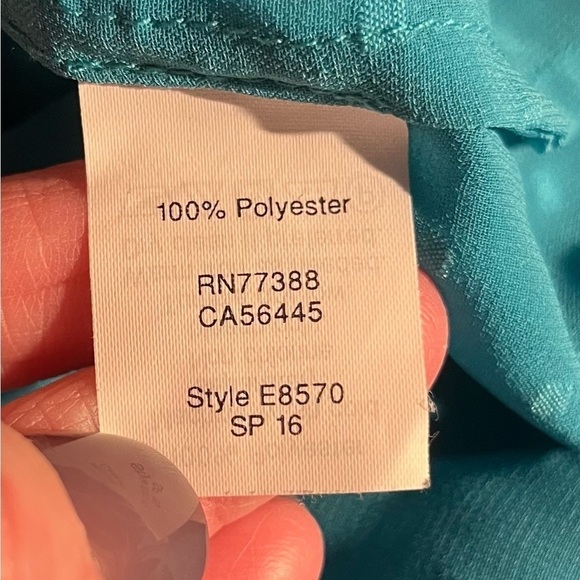 100% Polyester
RN77388
CA56445
Style E8570
SP 16